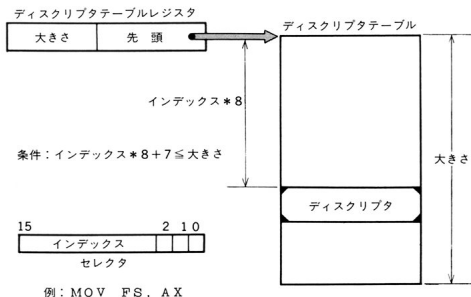 ディスクリプタテーブルレジスタ
大きさ 先頭
ディスクリプタテーブル
インデックス*8
条件：インデックス*8+7≦大きさ
大きさ
ディスクリプタ
15 2 1 0
インデックス
セレクタ
例：MOV FS, AX